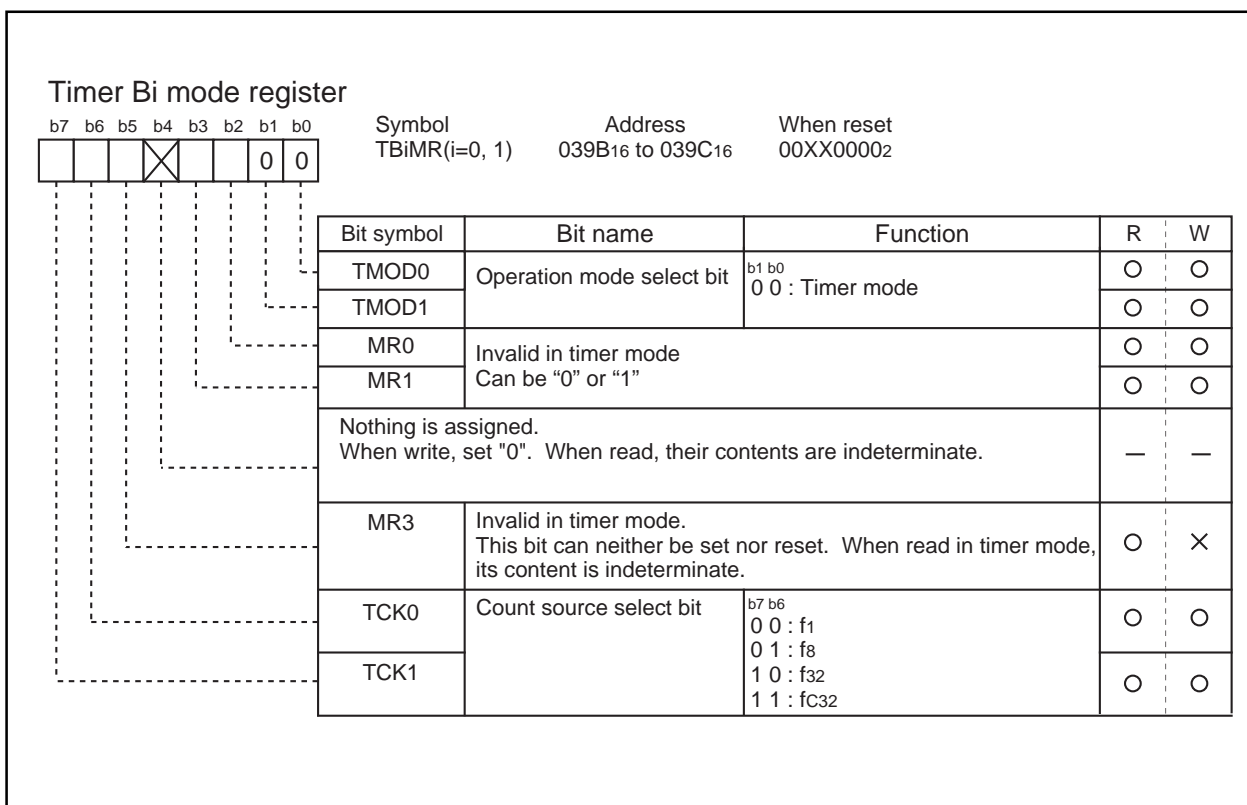 Timer Bi mode register
b7 b6 b5 b4 b3 b2 b1 b0
0 0
Symbol Address When reset
TBiMR(i=0, 1) 039B16 to 039C16 00XX00002
Bit symbol Bit name Function R W
TMOD0 Operation mode select bit b1 b0
0 0 : Timer mode
TMOD1
MR0 Invalid in timer mode
MR1 Can be “0” or “1”
Nothing is assigned.
When write, set "0". When read, their contents are indeterminate.
MR3 Invalid in timer mode.
This bit can neither be set nor reset. When read in timer mode,
its content is indeterminate.
TCK0 Count source select bit b7 b6
0 0 : f1
0 1 : f8
TCK1 1 0 : f32
1 1 : fC32